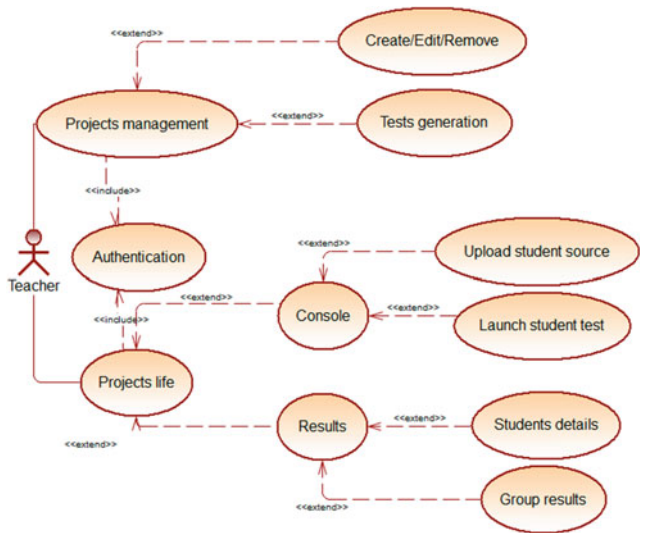 <<extend>>
Create/Edit/Remove
Projects management
<<extend>>
Tests generation
<<include>>
Teacher
Authentication
<<extend>>
Upload student source
<<extend>>
Console
<<extend>>
Launch student test
<<include>>
Projects life
<<extend>>
Results
<<extend>>
Students details
<<extend>>
Group results